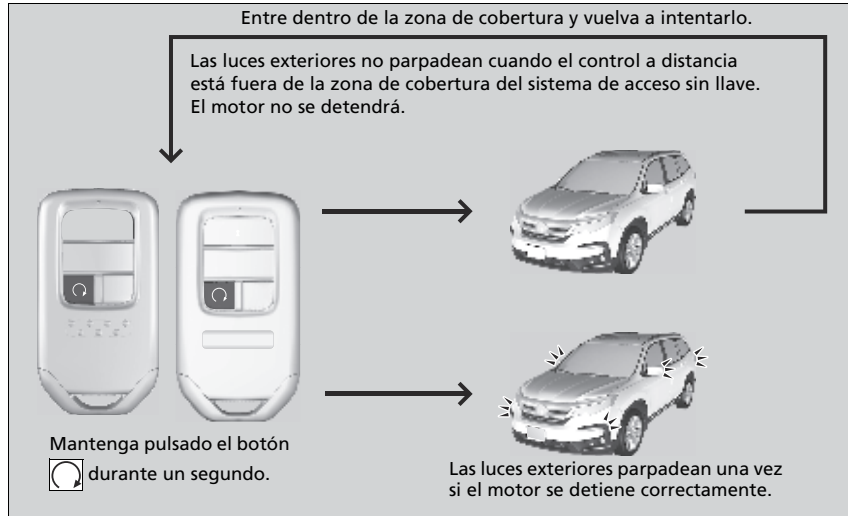 Entre dentro de la zona de cobertura y vuelva a intentarlo.
Las luces exteriores no parpadean cuando el control a distancia
está fuera de la zona de cobertura del sistema de acceso sin llave.
El motor no se detendrá.
Mantenga pulsado el botón
durante un segundo.
Las luces exteriores parpadean una vez
si el motor se detiene correctamente.